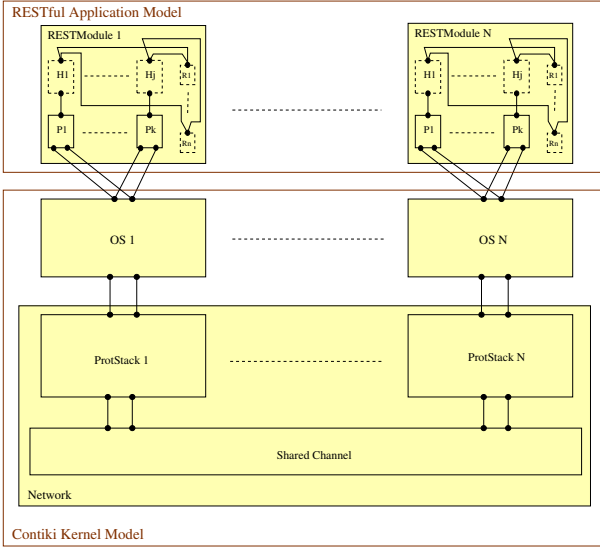 RESTful Application Model
RESTModule 1
RESTModule N
H1
Hj
R1
H1
Hj
R1
P1
Pk
Rn
P1
Pk
Rn
OS 1
OS N
ProtStack 1
ProtStack N
Shared Channel
Network
Contiki Kernel Model